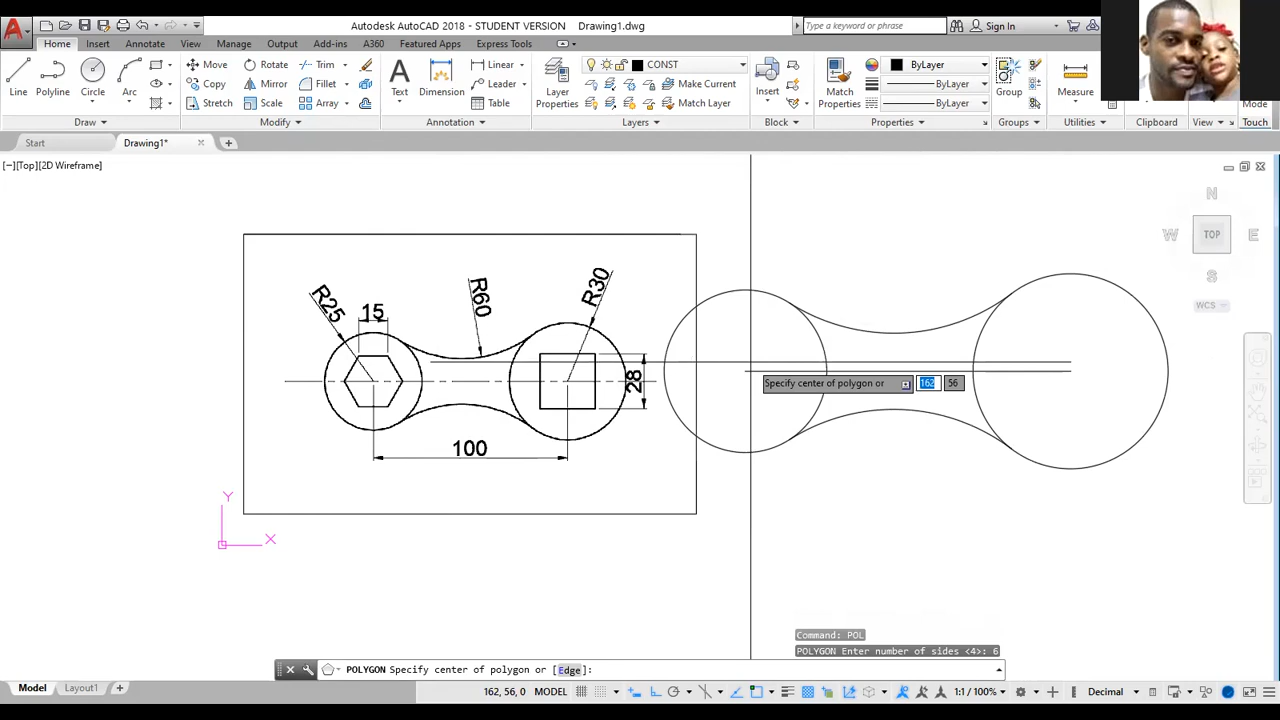 Autodesk AutoCAD 2018 - STUDENT VERSION Drawing1.dwg
Type a keyword or phrase
Sign In
Home Insert Annotate View Manage Output Add-ins A360 Featured Apps Express Tools
Line Polyline Circle Arc
Move Rotate Trim
Copy Mirror Fillet
Stretch Scale Array
Text Dimension
Linear
Leader
Table
Layer Properties
CONST
Make Current
Match Layer
Insert
Match Properties
ByLayer
ByLayer
ByLayer
Group
Measure
Mode
Draw Modify Annotation Layers Block Properties Groups Utilities Clipboard View Touch
Start Drawing1*
[−][Top][2D Wireframe]
N
W TOP E
S
WCS
R25
15
R60
R30
28
100
Specify center of polygon or 162 56
Y
X
Command: POL
POLYGON Enter number of sides <4>: 6
POLYGON Specify center of polygon or [Edge]:
Model Layout1
162, 56, 0 MODEL 1:1 / 100% Decimal